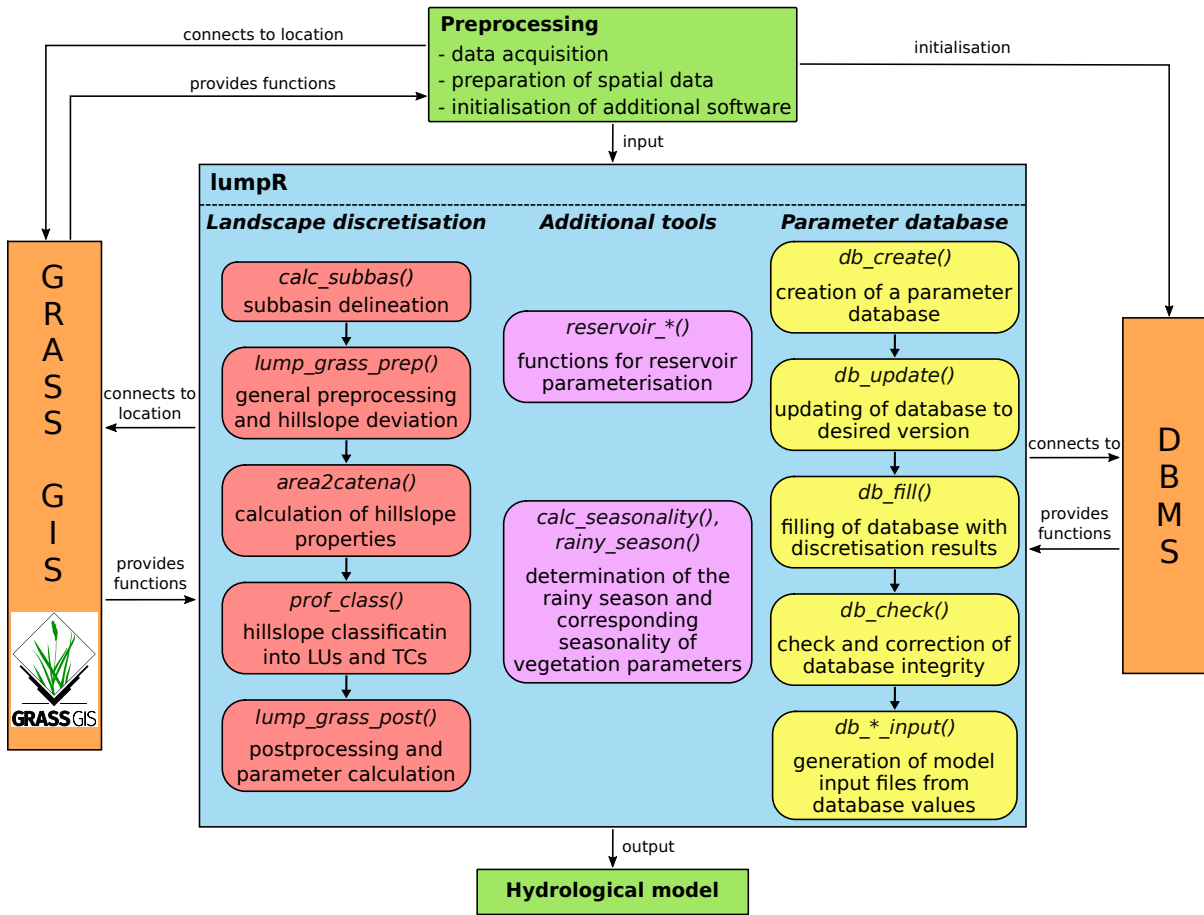 Preprocessing
- data acquisition
- preparation of spatial data
- initialisation of additional software
connects to location
provides functions
initialisation
input
lumpR
Landscape discretisation
calc_subbas()
subbasin delineation
lump_grass_prep()
general preprocessing
and hillslope deviation
area2catena()
calculation of hillslope
properties
prof_class()
hillslope classificatin
into LUs and TCs
lump_grass_post()
postprocessing and
parameter calculation
Additional tools
reservoir_*()
functions for reservoir
parameterisation
calc_seasonality(),
rainy_season()
determination of the
rainy season and
corresponding
seasonality of
vegetation parameters
Parameter database
db_create()
creation of a parameter
database
db_update()
updating of database to
desired version
db_fill()
filling of database with
discretisation results
db_check()
check and correction of
database integrity
db_*_input()
generation of model
input files from
database values
GRASS GIS
GRASS GIS
connects to
location
provides
functions
connects to
provides
functions
DBMS
output
Hydrological model